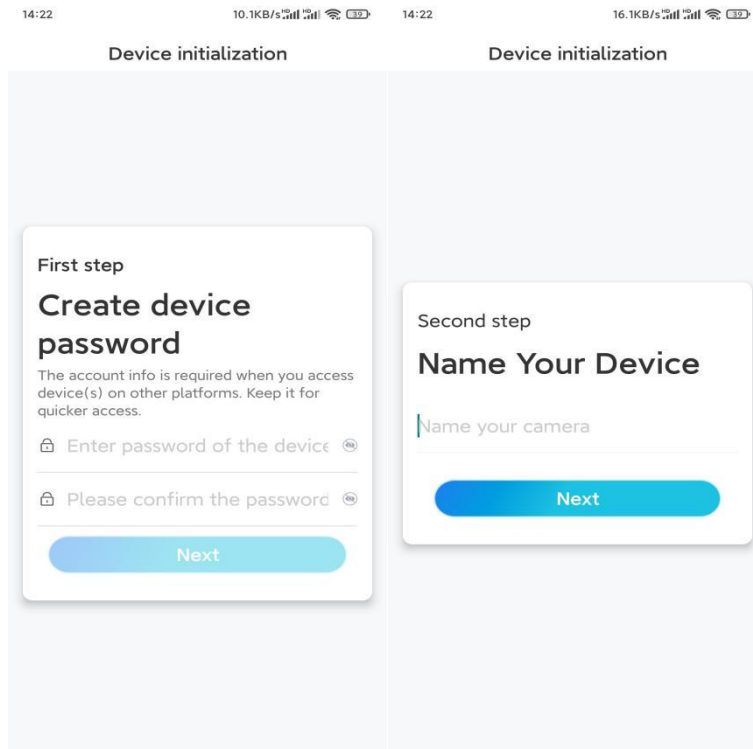 14:22
10.1KB/s
39
Device initialization
First step
Create device
password
The account info is required when you access
device(s) on other platforms. Keep it for
quicker access.
Enter password of the device
Please confirm the password
Next
14:22
16.1KB/s
39
Device initialization
Second step
Name Your Device
Name your camera
Next